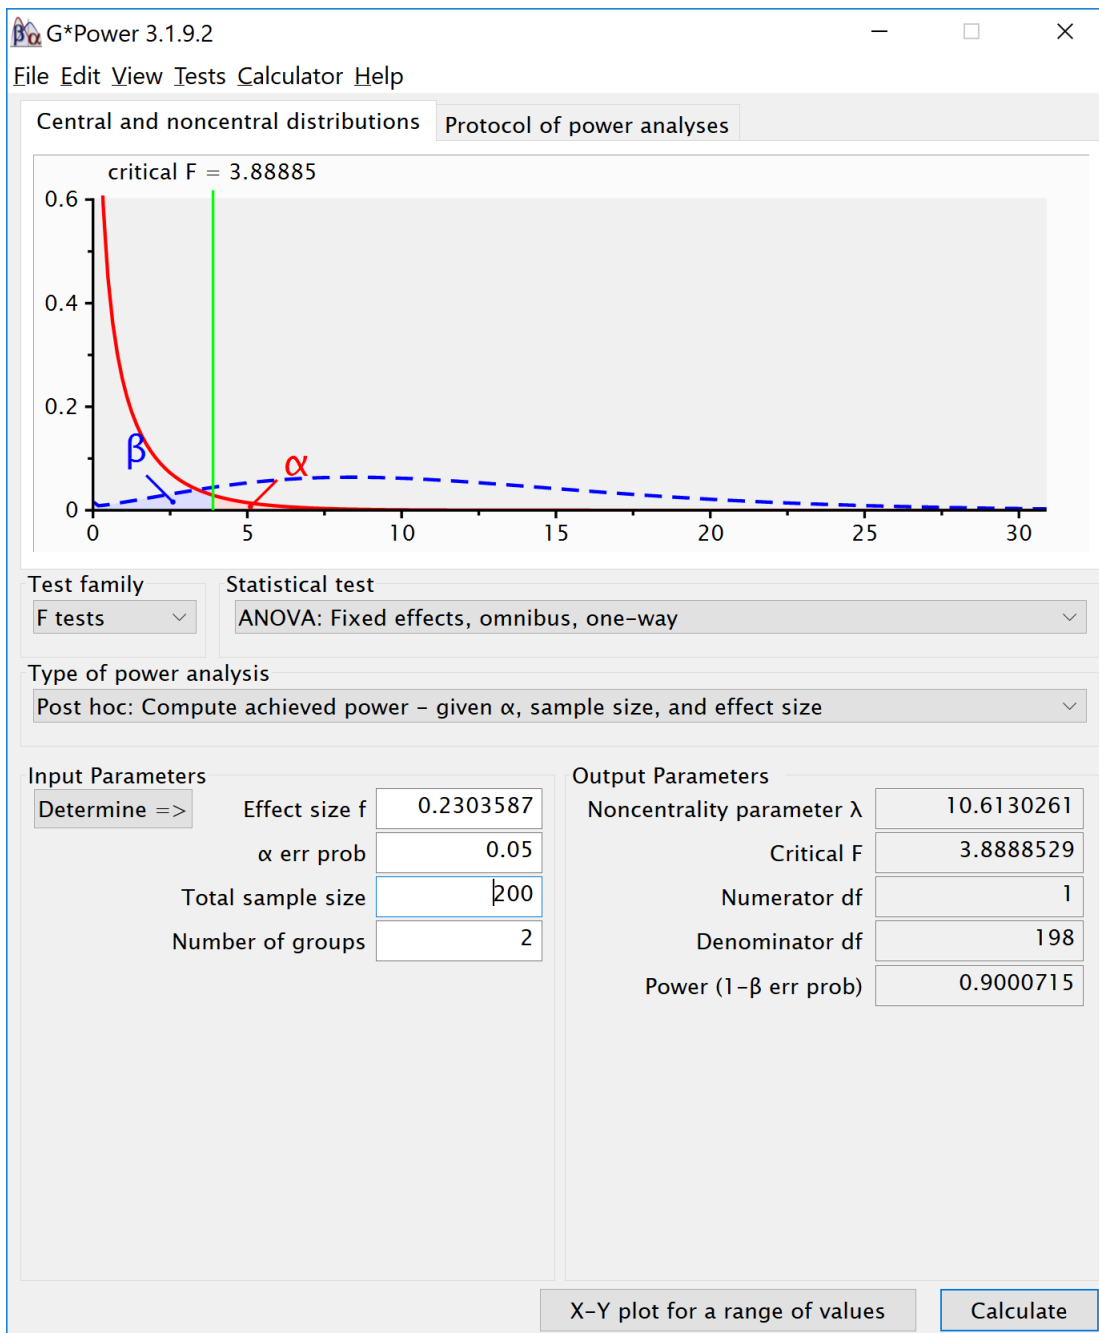 G*Power 3.1.9.2
File Edit View Tests Calculator Help
Central and noncentral distributions
Protocol of power analyses
critical F = 3.88885
0.6
0.4
0.2
0
β
α
0 5 10 15 20 25 30
Test family
Statistical test
F tests
ANOVA: Fixed effects, omnibus, one-way
Type of power analysis
Post hoc: Compute achieved power - given α, sample size, and effect size
Input Parameters
Determine =>
Effect size f 0.2303587
α err prob 0.05
Total sample size 200
Number of groups 2
Output Parameters
Noncentrality parameter λ 10.6130261
Critical F 3.8888529
Numerator df 1
Denominator df 198
Power (1-β err prob) 0.9000715
X-Y plot for a range of values
Calculate